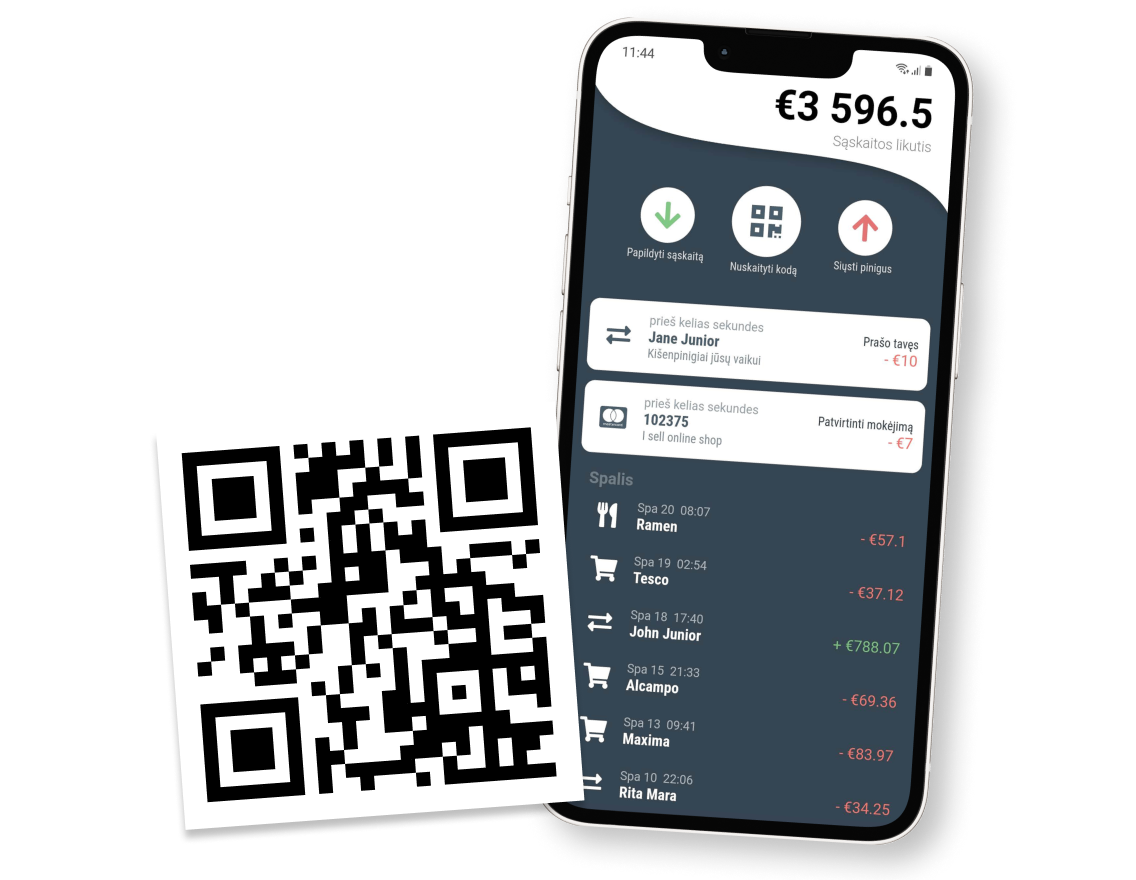 11:44
€3 596.5
Sąskaitos likutis
Papildyti sąskaitą
Nuskaityti kodą
Siųsti pinigus
prieš kelias sekundes
Jane Junior
Kišenpinigiai jūsų vaikui
Prašo tavęs
- €10
prieš kelias sekundes
102375
I sell online shop
Patvirtinti mokėjimą
- €7
Spalis
Spa 20 08:07
Ramen
- €57.1
Spa 19 02:54
Tesco
- €37.12
Spa 18 17:40
John Junior
+ €788.07
Spa 15 21:33
Alcampo
- €69.36
Spa 13 09:41
Maxima
- €83.97
Spa 10 22:06
Rita Mara
- €34.25